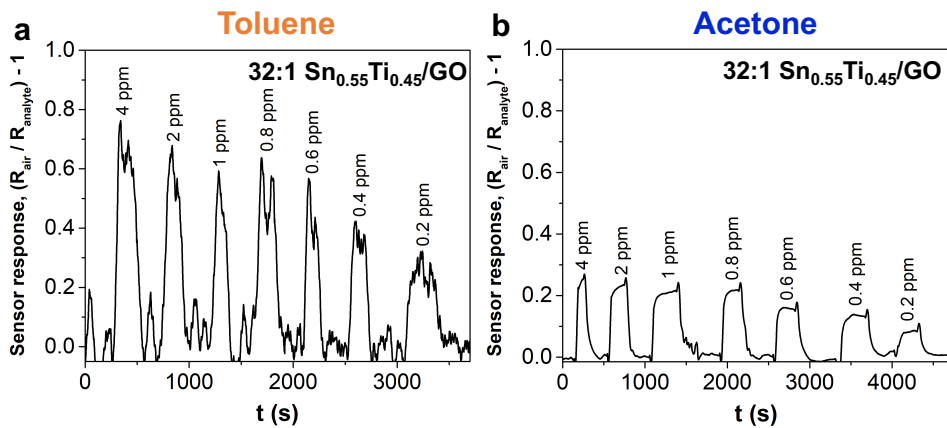 Toluene
a
32:1 Sn0.55Ti0.45/GO
4 ppm
2 ppm
1 ppm
0.8 ppm
0.6 ppm
0.4 ppm
0.2 ppm
Sensor response, (Rair / Ranalyte) - 1
1.0
0.8
0.6
0.4
0.2
0.0
0 1000 2000 3000
t (s)
Acetone
b
32:1 Sn0.55Ti0.45/GO
4 ppm
2 ppm
1 ppm
0.8 ppm
0.6 ppm
0.4 ppm
0.2 ppm
Sensor response, (Rair / Ranalyte) - 1
1.0
0.8
0.6
0.4
0.2
0.0
0 1000 2000 3000 4000
t (s)